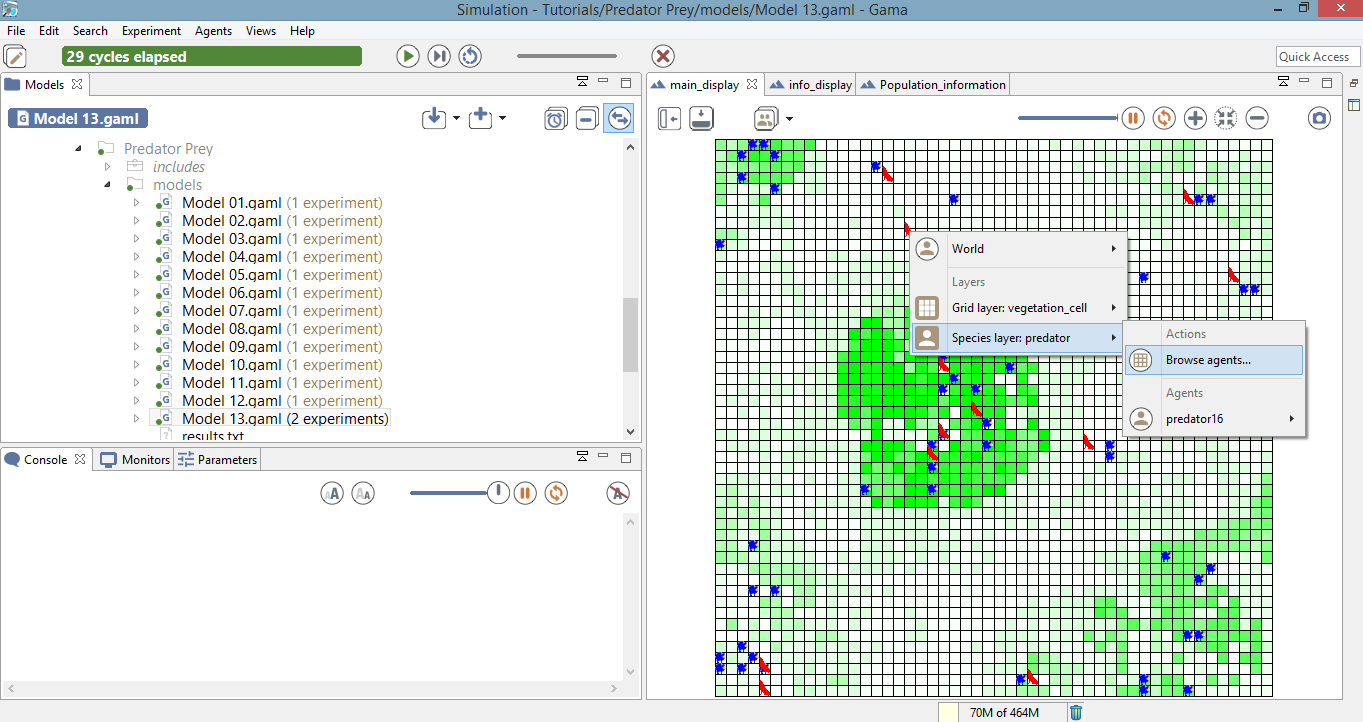 Simulation - Tutorials/Predator Prey/models/Model 13.gaml - Gama
File Edit Search Experiment Agents Views Help
29 cycles elapsed
Quick Access
Models
Model 13.gaml
Predator Prey
includes
models
Model 01.gaml (1 experiment)
Model 02.gaml (1 experiment)
Model 03.gaml (1 experiment)
Model 04.gaml (1 experiment)
Model 05.gaml (1 experiment)
Model 06.gaml (1 experiment)
Model 07.gaml (1 experiment)
Model 08.gaml (1 experiment)
Model 09.gaml (1 experiment)
Model 10.gaml (1 experiment)
Model 11.gaml (1 experiment)
Model 12.gaml (1 experiment)
Model 13.gaml (2 experiments)
results.txt
Console Monitors Parameters
main_display info_display Population_information
World
Layers
Grid layer: vegetation_cell
Species layer: predator
Actions
Browse agents...
Agents
predator16
70M of 464M